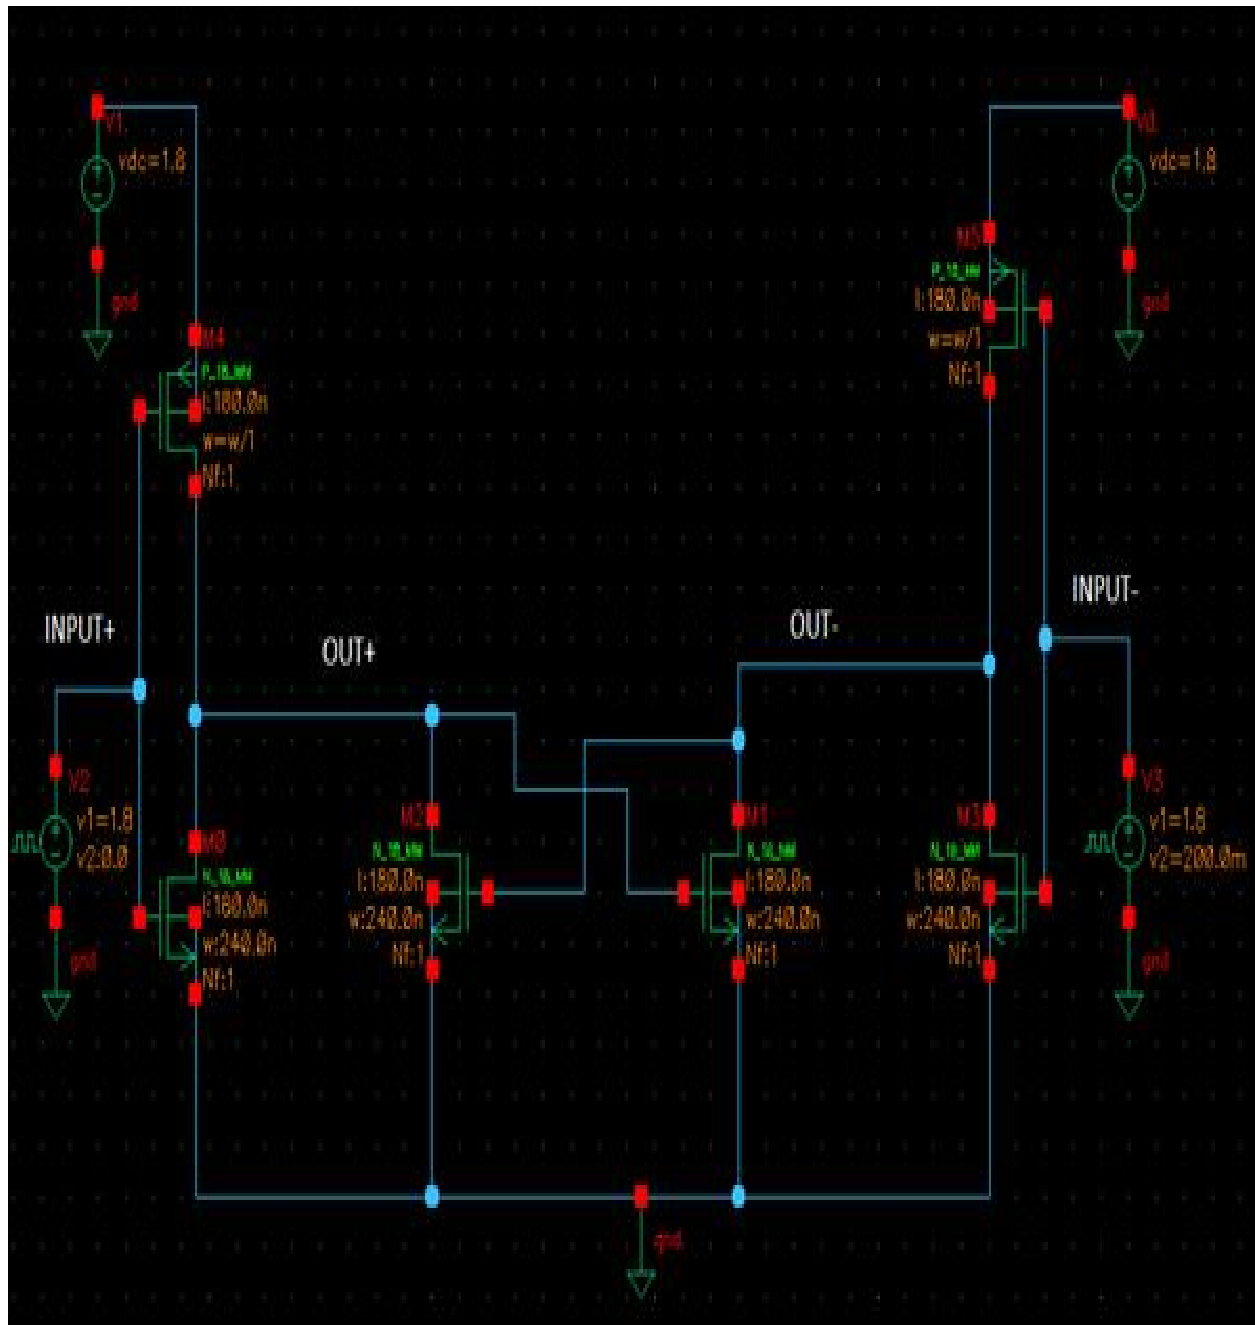 V1
vdc=1.8
gnd
M4
P_18_MM
l:180.0n
w=w/1
Nf:1
vdc=1.8
gnd
M5
P_18_MM
l:180.0n
w=w/1
Nf:1
INPUT+
OUT+
OUT-
INPUT-
V2
v1=1.8
v2:0.0
gnd
M0
N_18_MM
l:180.0n
w:240.0n
Nf:1
M2
N_18_MM
l:180.0n
w:240.0n
Nf:1
M1
N_18_MM
l:180.0n
w:240.0n
Nf:1
M3
N_18_MM
l:180.0n
w:240.0n
Nf:1
V3
v1=1.8
v2=200.0m
gnd
gnd